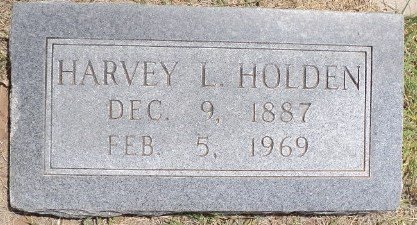 HARVEY L. HOLDEN
DEC. 9, 1887
FEB. 5, 1969